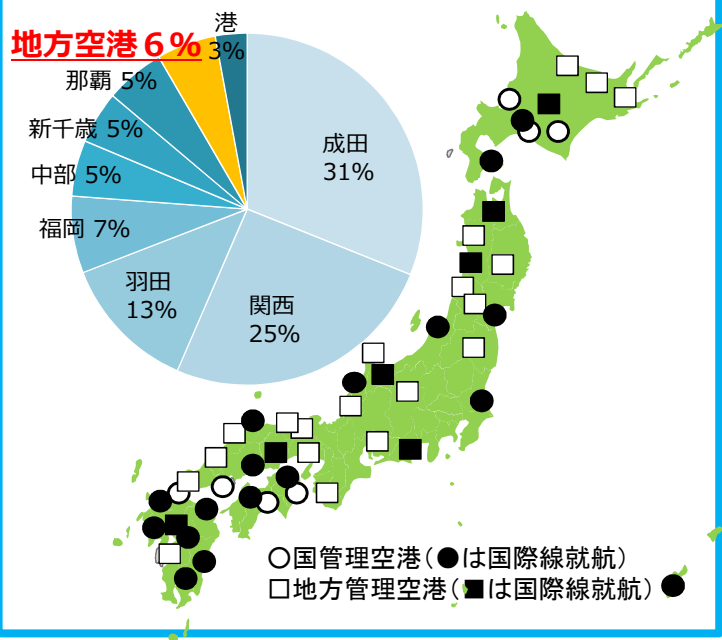 港
3%
地方空港６%
那覇 5%
新千歳 5%
中部 5%
福岡 7%
羽田
13%
関西
25%
成田
31%
○国管理空港（●は国際線就航）
□地方管理空港（■は国際線就航）